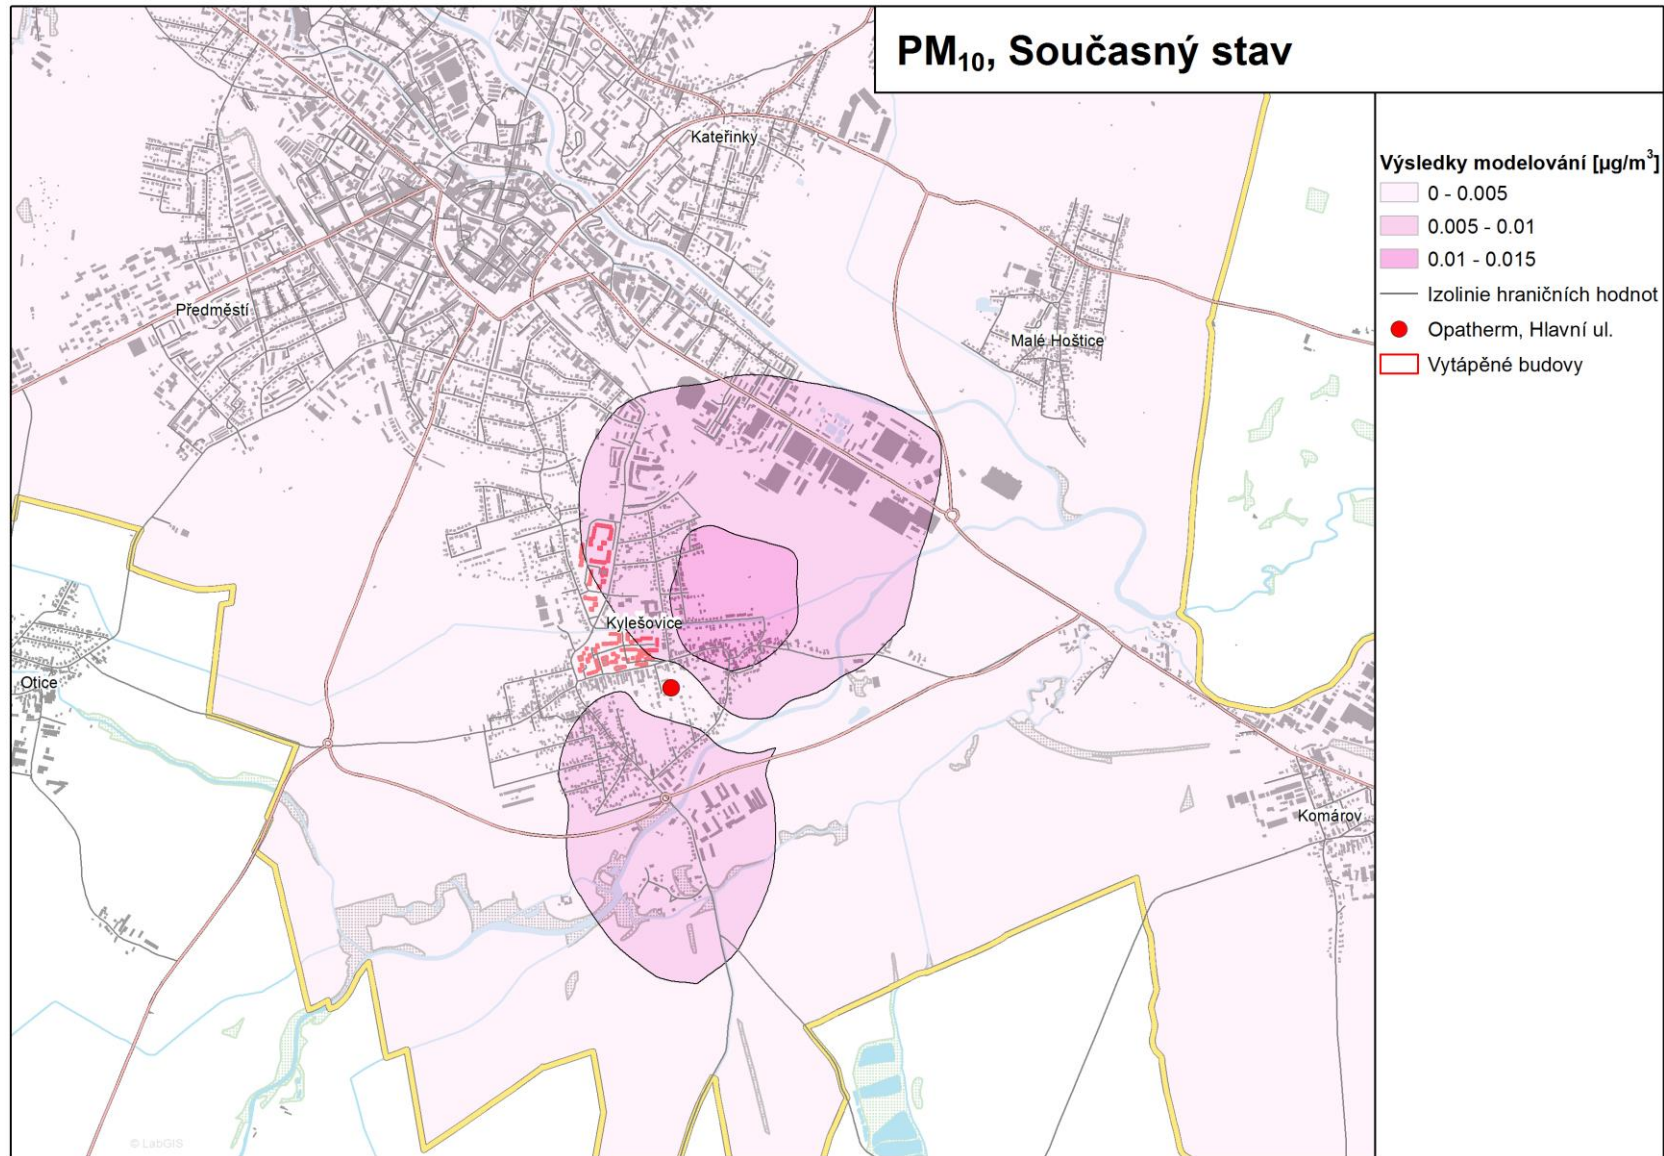 PM₁₀, Současný stav
Výsledky modelování [µg/m³]
0 - 0.005
0.005 - 0.01
0.01 - 0.015
Izolinie hraničních hodnot
Opatherm, Hlavní ul.
Vytápěné budovy
Kateřinky
Předměstí
Malé Hoštice
Kylešovice
Otice
Komárov
© LabGIS